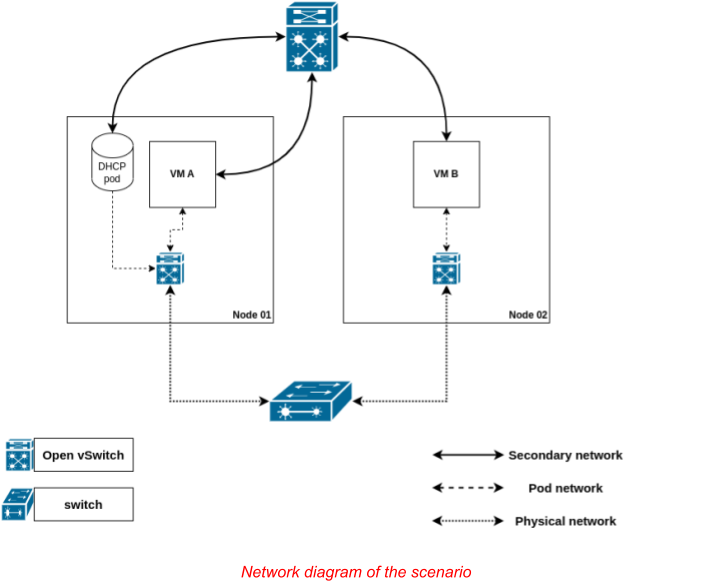 DHCP
pod
VM A
VM B
Node 01
Node 02
Open vSwitch
switch
Secondary network
Pod network
Physical network
Network diagram of the scenario